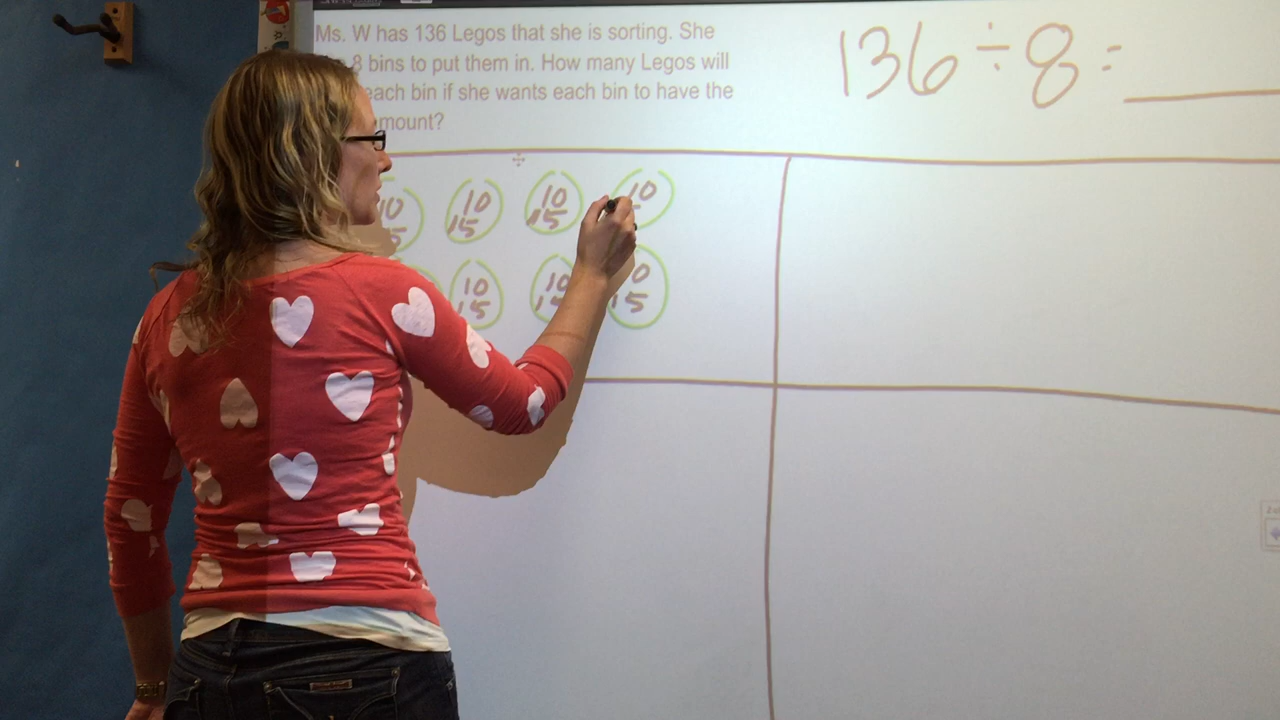 Ms. W has 136 Legos that she is sorting. She
8 bins to put them in. How many Legos will
each bin if she wants each bin to have the
mount?
136 ÷ 8 =
÷
10 10 10 10
5 15 15
10 10 0
15 15 15